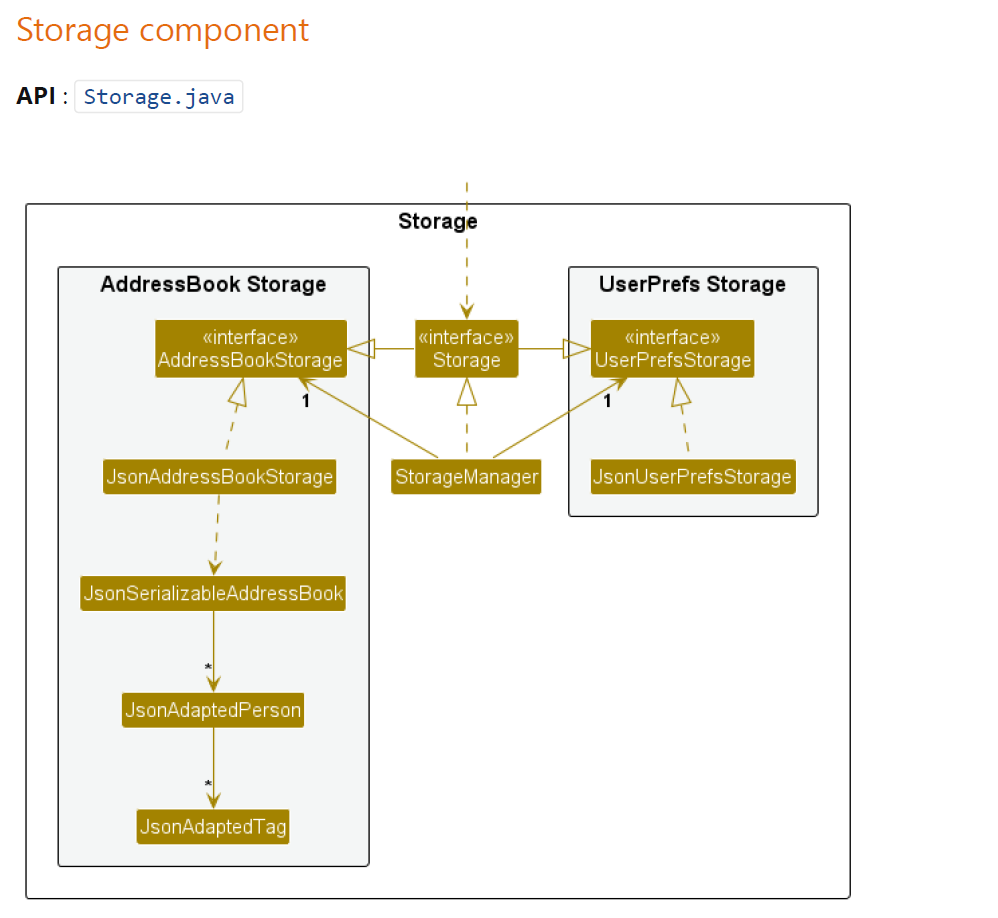 Storage component
API : Storage.java
Storage
AddressBook Storage
UserPrefs Storage
«interface»
AddressBookStorage
«interface»
Storage
«interface»
UserPrefsStorage
1
1
JsonAddressBookStorage
StorageManager
JsonUserPrefsStorage
JsonSerializableAddressBook
*
JsonAdaptedPerson
*
JsonAdaptedTag